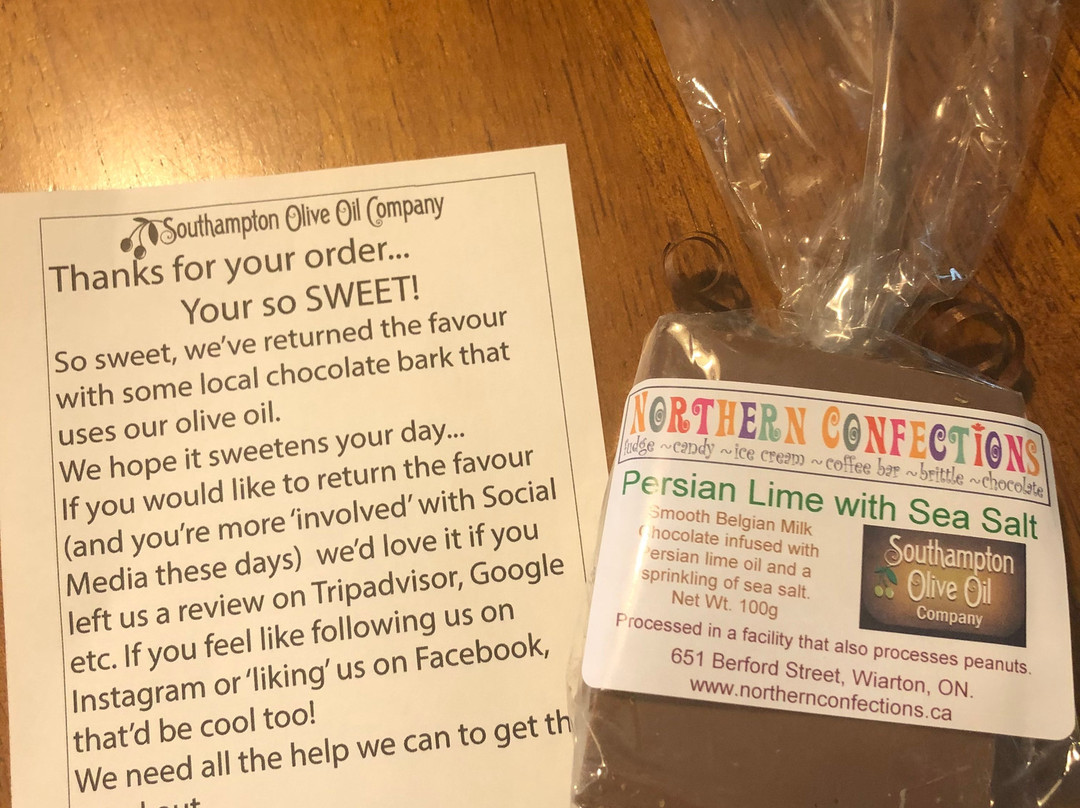 Southampton Olive Oil Company
Thanks for your order...
Your so SWEET!
So sweet, we've returned the favour
with some local chocolate bark that
uses our olive oil.
We hope it sweetens your day...
If you would like to return the favour
(and you're more 'involved' with Social
Media these days) we'd love it if you
left us a review on Tripadvisor, Google
etc. If you feel like following us on
Instagram or 'liking' us on Facebook,
that'd be cool too!
We need all the help we can to get th
NORTHERN CONFECTIONS
fudge ~candy ~ice cream ~coffee bar ~brittle ~chocolate
Persian Lime with Sea Salt
Smooth Belgian Milk
Chocolate infused with
Persian lime oil and a
sprinkling of sea salt.
Net Wt. 100g
Southampton
Olive Oil
Company
Processed in a facility that also processes peanuts.
651 Berford Street, Wiarton, ON.
www.northernconfections.ca